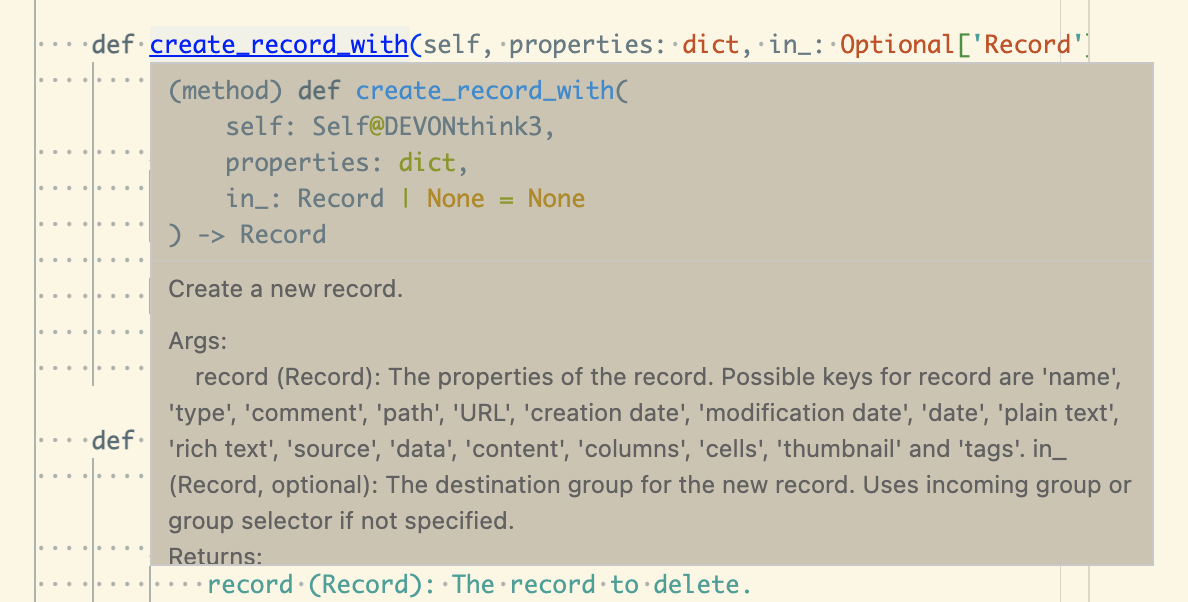 def create_record_with(self, properties: dict, in_: Optional['Record'
(method) def create_record_with(
self: Self@DEVONthink3,
properties: dict,
in_: Record | None = None
) -> Record
Create a new record.
Args:
record (Record): The properties of the record. Possible keys for record are 'name',
'type', 'comment', 'path', 'URL', 'creation date', 'modification date', 'date', 'plain text',
'rich text', 'source', 'data', 'content', 'columns', 'cells', 'thumbnail' and 'tags'. in_
def
(Record, optional): The destination group for the new record. Uses incoming group or
group selector if not specified.
Returns:
record (Record): The record to delete.